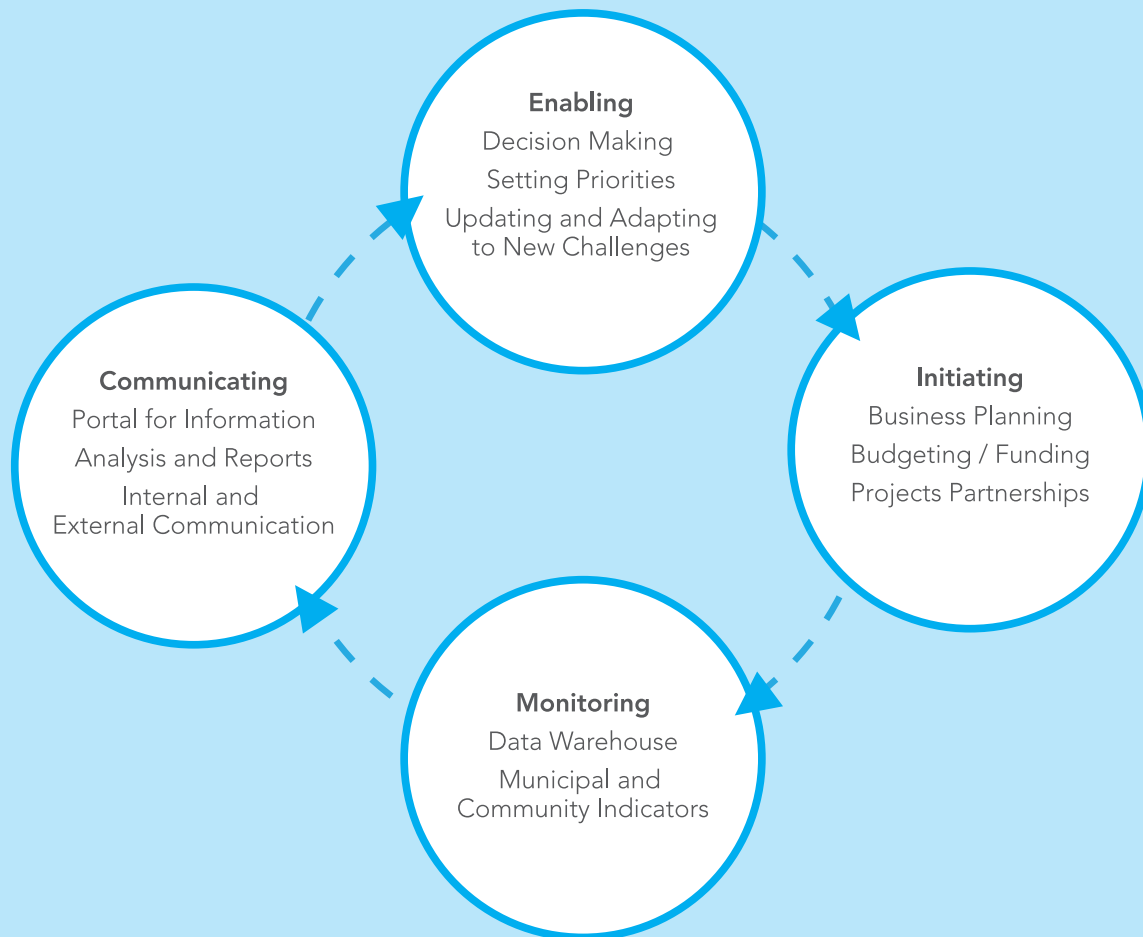 Enabling
Decision Making
Setting Priorities
Updating and Adapting
to New Challenges
Communicating
Portal for Information
Analysis and Reports
Internal and
External Communication
Initiating
Business Planning
Budgeting / Funding
Projects Partnerships
Monitoring
Data Warehouse
Municipal and
Community Indicators